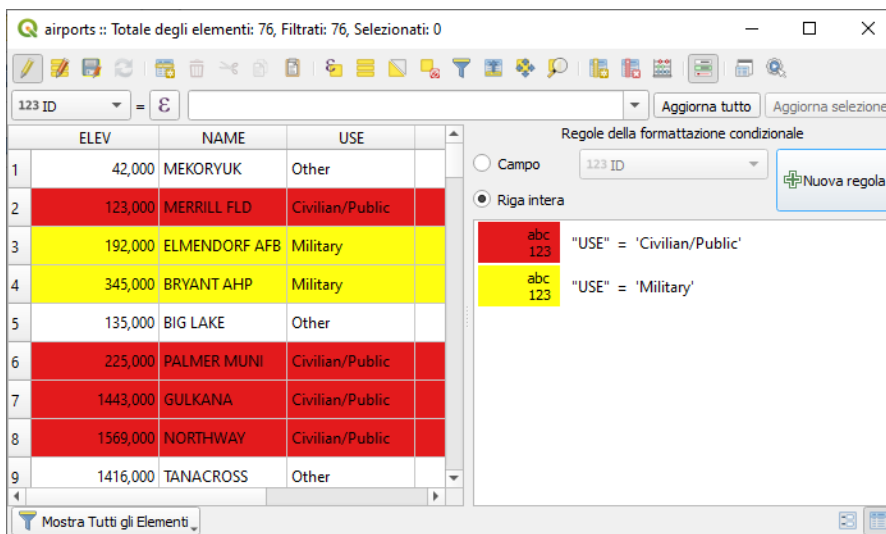 airports :: Totale degli elementi: 76, Filtrati: 76, Selezionati: 0
123 ID = ε Aggiorna tutto Aggiorna selezione
ELEV NAME USE
1 42,000 MEKORYUK Other
2 123,000 MERRILL FLD Civilian/Public
3 192,000 ELMENDORF AFB Military
4 345,000 BRYANT AHP Military
5 135,000 BIG LAKE Other
6 225,000 PALMER MUNI Civilian/Public
7 1443,000 GULKANA Civilian/Public
8 1569,000 NORTHWAY Civilian/Public
9 1416,000 TANACROSS Other
Mostra Tutti gli Elementi
Regole della formattazione condizionale
Campo 123 ID
Nuova regola
Riga intera
abc
123 "USE" = 'Civilian/Public'
abc
123 "USE" = 'Military'